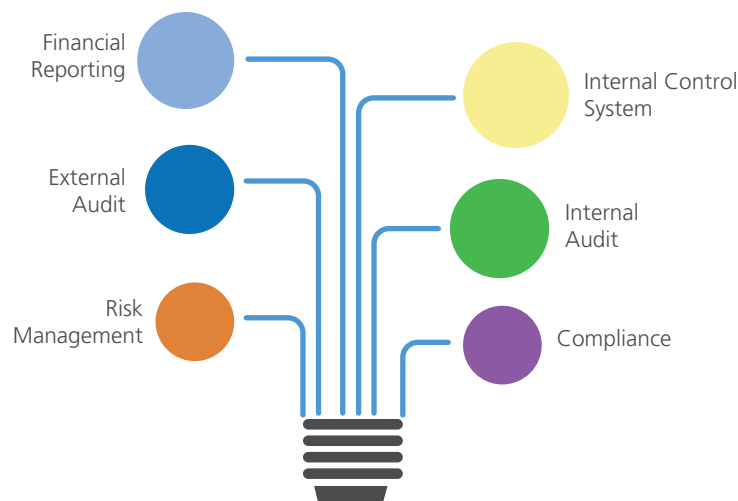 Financial
Reporting
Internal Control
System
External
Audit
Internal
Audit
Risk
Management
Compliance